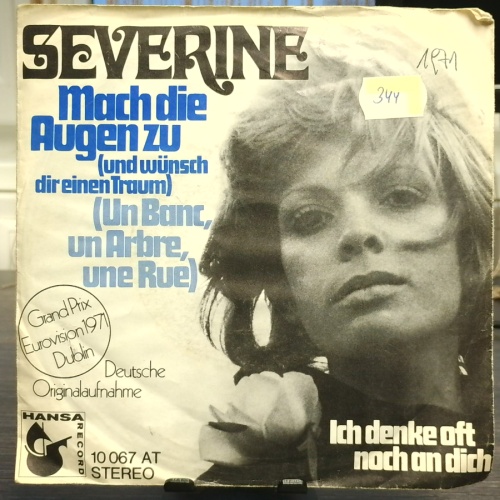 SEVERINE
1971
344
Mach die
Augen zu
(und wünsch
dir einen Traum)
(Un Banc,
un Arbre,
une Rue)
Grand Prix
Eurovision 1971
Dublin
Deutsche
Originalaufnahme
HANSA
RECORD
10 067 AT
STEREO
Ich denke oft
noch an dich